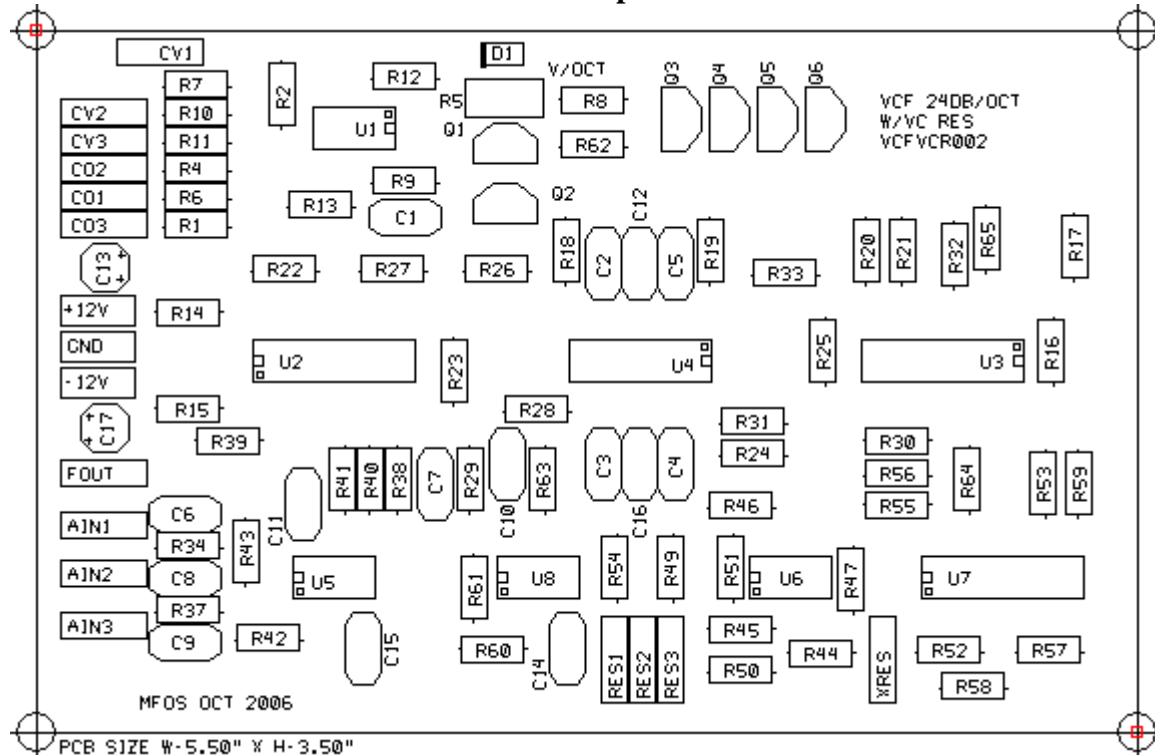 CV1
D1
V/OCT
Q3
Q4
Q5
Q6
R7
R2
R12
R5
R8
VCF 24DB/OCT
W/VC RES
VCFVCR002
CV2
R10
U1
Q1
CV3
R11
R62
CO2
R4
R9
CO1
R6
R13
Q2
C12
CO3
R1
C1
R18
C2
C5
R19
R20
R21
R32
R65
R17
C13
+
+
R22
R27
R26
R33
+12V
R14
GND
U2
R23
U4
R25
U3
R16
-12V
R15
R28
C17
+
+
R39
R31
R30
R24
FOUT
R41
R40
R38
C7
R29
R63
C3
C4
R56
R64
R53
R59
C6
C11
C10
C16
R46
R55
AIN1
R34
R43
AIN2
C8
U5
R61
U8
R54
R49
R51
U6
R47
U7
R37
AIN3
C9
R42
C15
R60
C14
RES1
RES2
RES3
R45
R50
R44
XRES
R52
R57
R58
MFOS OCT 2006
PCB SIZE W-5.50" X H-3.50"